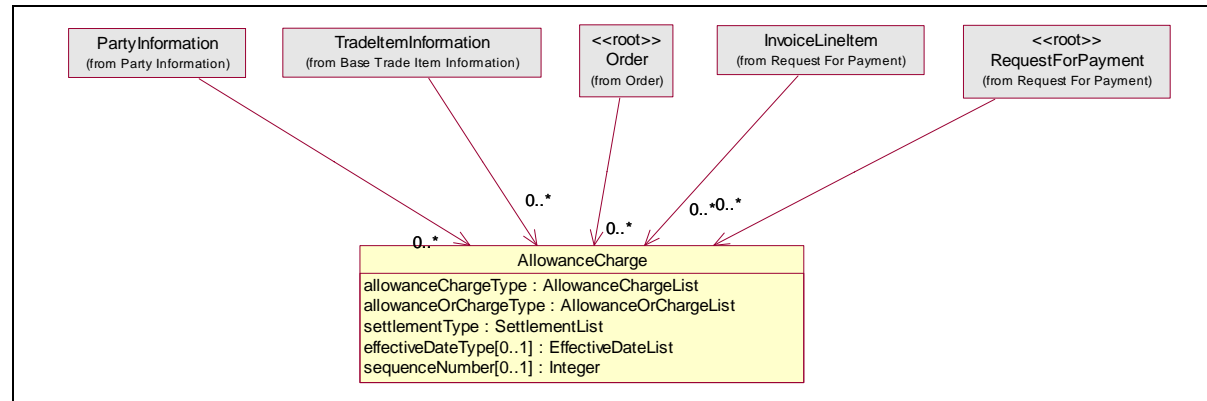 PartyInformation
(from Party Information)
TradeItemInformation
(from Base Trade Item Information)
<<root>>
Order
(from Order)
InvoiceLineItem
(from Request For Payment)
<<root>>
RequestForPayment
(from Request For Payment)
0..*
0..*
0..*
0..*
0..*
AllowanceCharge
allowanceChargeType : AllowanceChargeList
allowanceOrChargeType : AllowanceOrChargeList
settlementType : SettlementList
effectiveDateType[0..1] : EffectiveDateList
sequenceNumber[0..1] : Integer